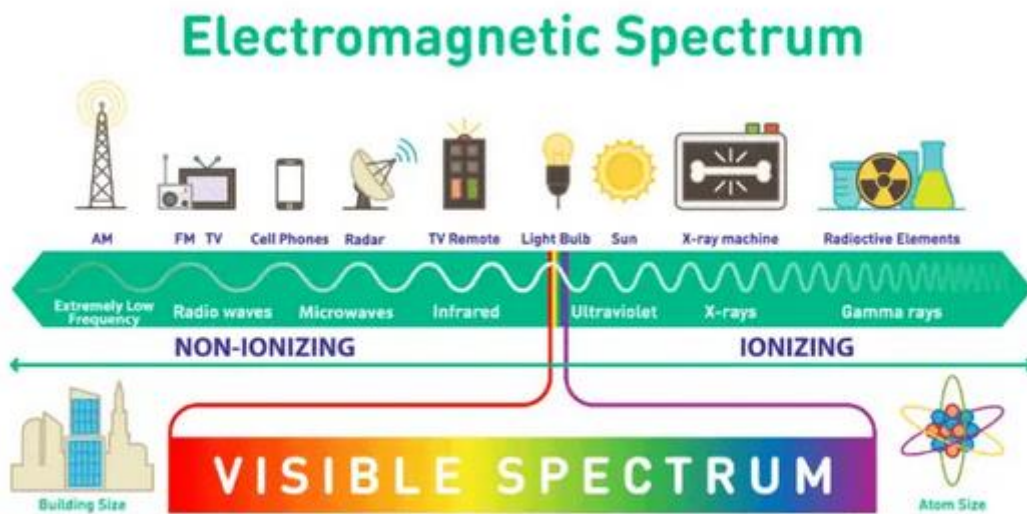 Electromagnetic Spectrum
AM FM TV Cell Phones Radar TV Remote Light Bulb Sun X-ray machine Radioctive Elements
Extremely Low
Frequency Radio waves Microwaves Infrared Ultraviolet X-rays Gamma rays
NON-IONIZING IONIZING
VISIBLE SPECTRUM
Building Size Atom Size